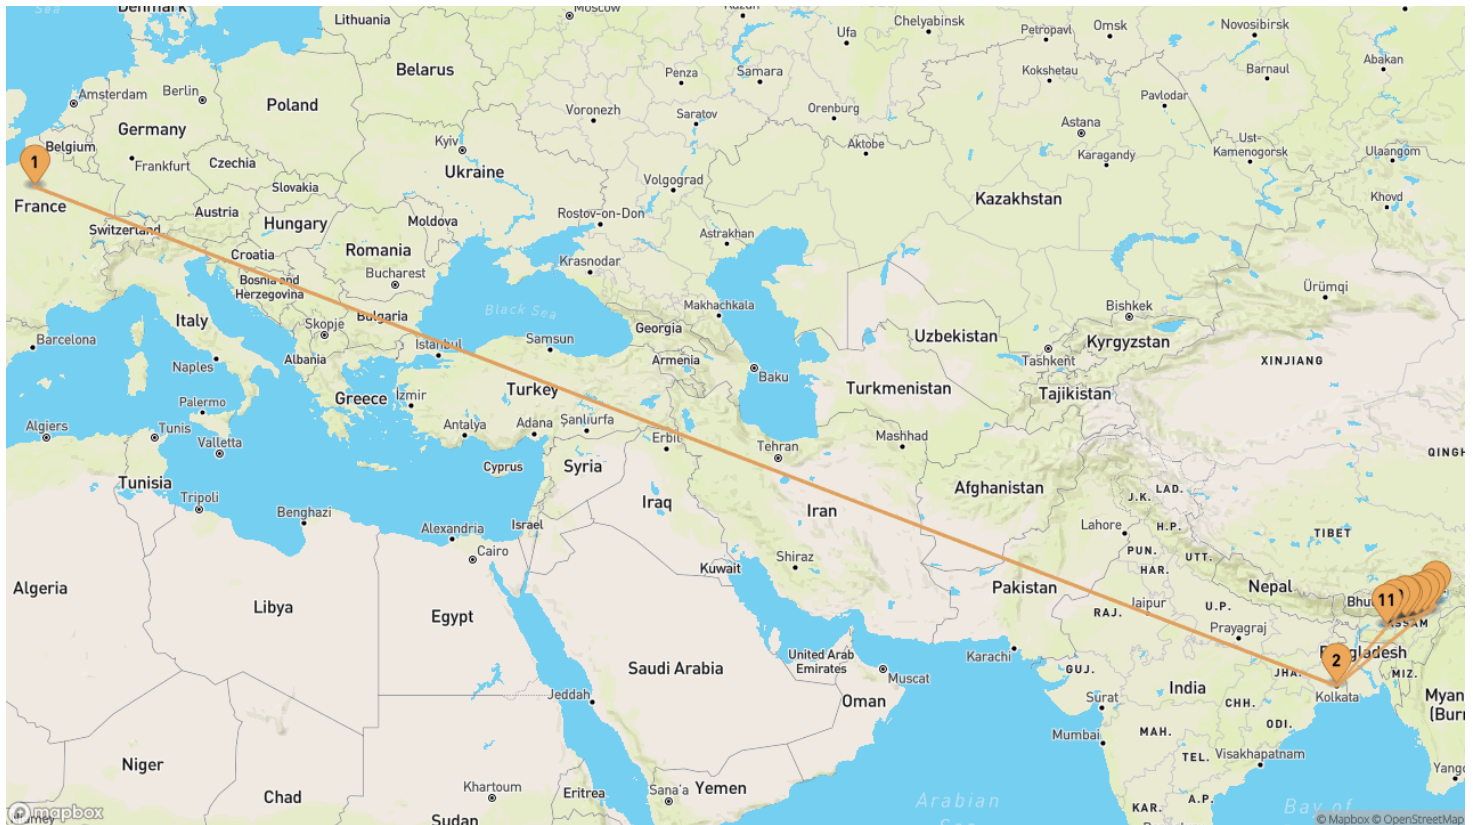 Denmark
Lithuania
Moscow
Kazan
Chelyabinsk
Omsk
Novosibirsk
Ufa
Petropavl
Abakan
Belarus
Penza
Samara
Kokshetau
Barnaul
Amsterdam
Berlin
Poland
Voronezh
Saratov
Orenburg
Pavlodar
Germany
Astana
Belgium
Kyiv
Aktobe
Ust-
Kamenogorsk
Ulaangom
1
Frankfurt
Czechia
Karagandy
Ukraine
Slovakia
Volgograd
Kazakhstan
Khovd
France
Austria
Hungary
Moldova
Rostov-on-Don
Switzerland
Astrakhan
Romania
Croatia
Krasnodar
Bucharest
Bosnia and
Herzegovina
Ürümqi
Black Sea
Makhachkala
Bishkek
Italy
Bulgaria
Skopje
Georgia
Uzbekistan
Kyrgyzstan
Barcelona
Istanbul
Samsun
Tashkent
Albania
Armenia
XINJIANG
Naples
Baku
Turkmenistan
Tajikistan
Turkey
Greece
İzmir
Palermo
Algiers
Tunis
Antalya
Adana
Şanlıurfa
Erbil
Tehran
Mashhad
Valletta
QINGH
Cyprus
Syria
Tunisia
Afghanistan
J.K.
LAD.
Tripoli
Iraq
Iran
Benghazi
Alexandria
Israel
Lahore
H.P.
TIBET
Cairo
PUN.
UTT.
Shiraz
Kuwait
HAR.
Algeria
Pakistan
Nepal
Libya
Egypt
Jaipur
U.P.
Bhu
11
RAJ.
ASSAM
Prayagraj
United Arab
Emirates
Karachi
2
Bangladesh
Saudi Arabia
Muscat
GUJ.
JHA.
MIZ.
Jeddah
Oman
Surat
India
Kolkata
Myan
(Burm
CHH.
ODI.
Mumbai
MAH.
Niger
TEL.
Visakhapatnam
Yango
Khartoum
Sana'a
Yemen
Chad
Eritrea
Arabian
Sea
A.P.
Bay of
KAR.
mapbox
Sudan
© Mapbox © OpenStreetMap